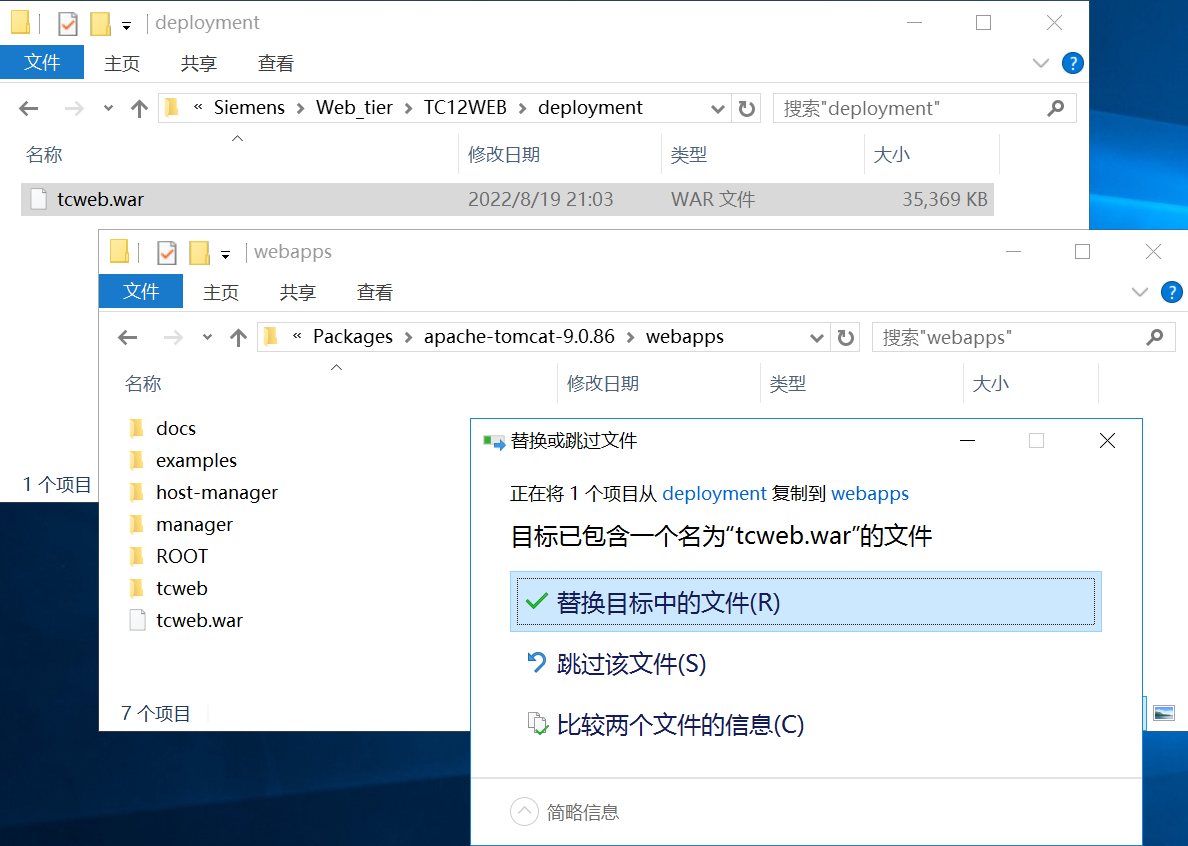 deployment
文件 主页 共享 查看
« Siemens > Web_tier > TC12WEB > deployment 搜索"deployment"
名称 修改日期 类型 大小
tcweb.war 2022/8/19 21:03 WAR 文件 35,369 KB
1 个项目
webapps
文件 主页 共享 查看
« Packages > apache-tomcat-9.0.86 > webapps 搜索"webapps"
名称 修改日期 类型 大小
docs
examples
host-manager
manager
ROOT
tcweb
tcweb.war
7 个项目
替换或跳过文件
正在将 1 个项目从 deployment 复制到 webapps
目标已包含一个名为“tcweb.war”的文件
替换目标中的文件(R)
跳过该文件(S)
比较两个文件的信息(C)
简略信息